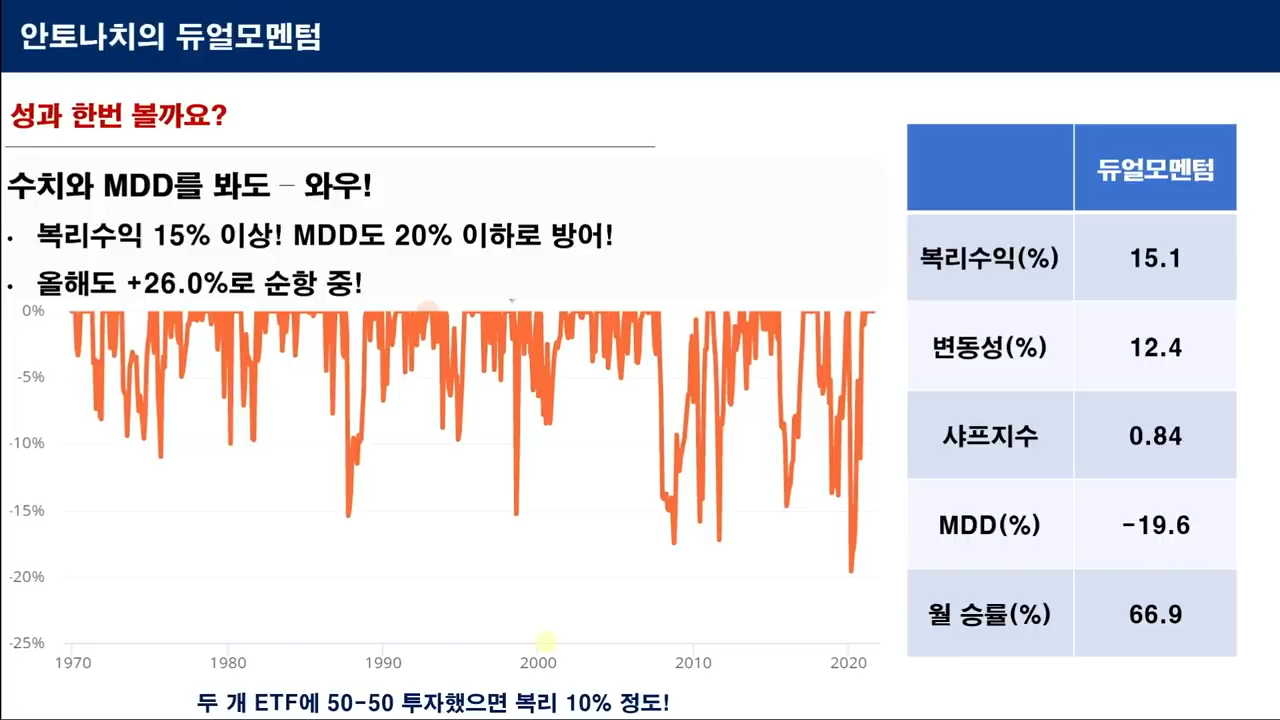 안토나치의 듀얼모멘텀
성과 한번 볼까요?
수치와 MDD를 봐도 – 와우!
• 복리수익 15% 이상! MDD도 20% 이하로 방어!
• 올해도 +26.0%로 순항 중!
0%
-5%
-10%
-15%
-20%
-25%
1970 1980 1990 2000 2010 2020
두 개 ETF에 50-50 투자했으면 복리 10% 정도!
듀얼모멘텀
복리수익(%) 15.1
변동성(%) 12.4
샤프지수 0.84
MDD(%) -19.6
월 승률(%) 66.9